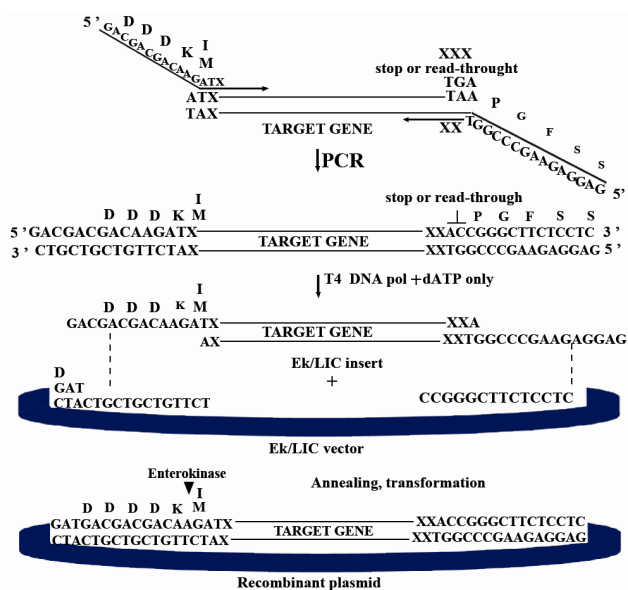 5 ' GACGACGACAAGATX
D D D K I M
XXX
stop or read-throught
TGA
ATX TAA
TAX XX TGGCCCGAAGAGGAG 5'
P G F S S
TARGET GENE
PCR
I
D D D K M
stop or read-through
P G F S S
5 ' GACGACGACAAGATX XXACCGGGCTTCTCCTC 3 '
TARGET GENE
3 ' CTGCTGCTGTTCTAX XXTGGCCCGAAGAGGAG 5 '
T4 DNA pol +dATP only
I
D D D K M
GACGACGACAAGATX XXA
TARGET GENE
AX XXTGGCCCGAAGAGGAG
Ek/LIC insert
+
D
GAT
CTACTGCTGCTGTTCT CCGGGCTTCTCCTC
Ek/LIC vector
Enterokinase
Annealing, transformation
I
D D D D K M
GATGACGACGACAAGATX XXACCGGGCTTCTCCTC
TARGET GENE
CTACTGCTGCTGTTCTAX XXTGGCCCGAAGAGGAG
Recombinant plasmid